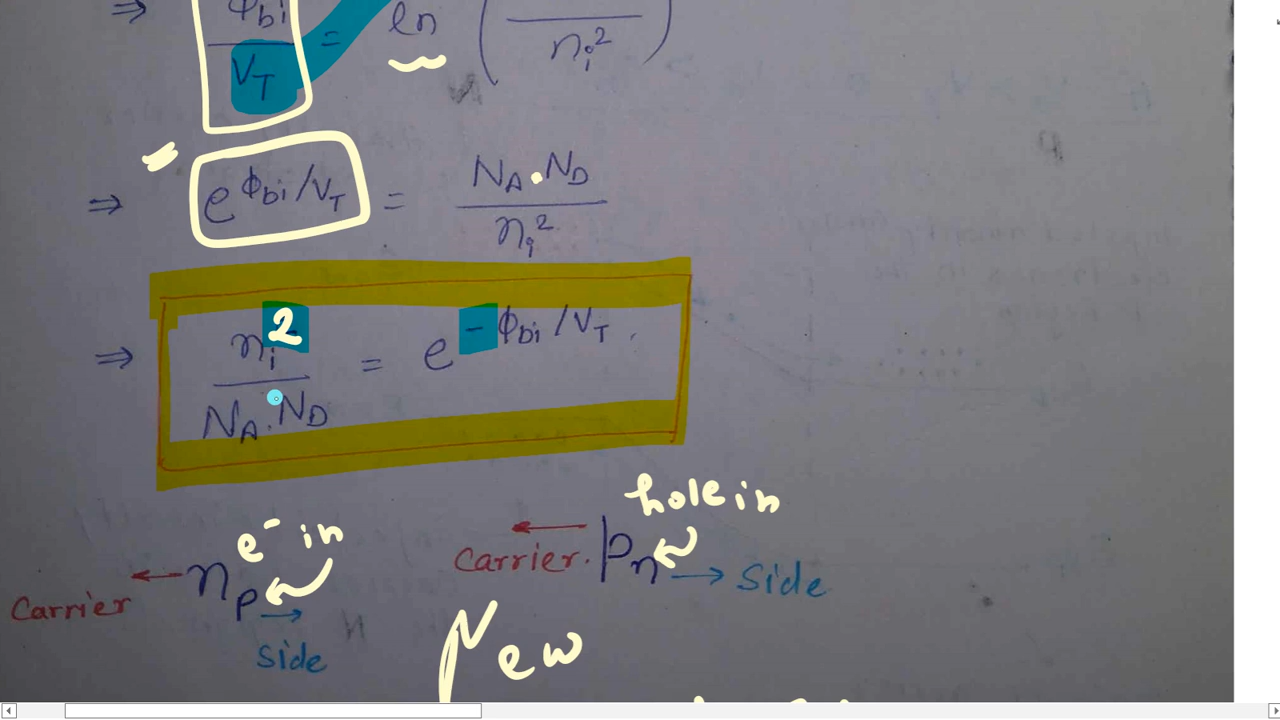 ⇒ ϕbi / VT = ln ( / ni² )
⇒ e^ϕbi/VT = NA.ND / ni²
⇒ ni² / NA.ND = e^-ϕbi/VT .
e⁻ in
hole in
Carrier ← np → Side
Carrier. ← pn → Side
New